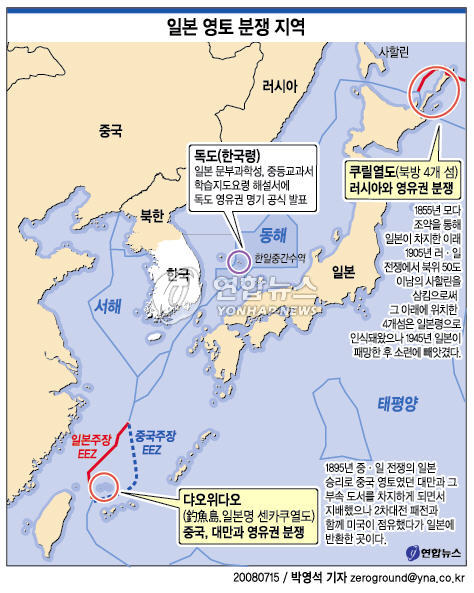 일본 영토 분쟁 지역
사할린
러시아
중국
쿠릴열도(북방 4개 섬)
러시아와 영유권 분쟁
독도(한국령)
일본 문부과학성, 중등교과서
학습지도요령 해설서에
독도 영유권 명기 공식 발표
1855년 모다
조약을 통해
일본이 차지한 이래
1905년 러·일
전쟁에서 북위 50도
이남의 사할린을
삼킴으로써
그 아래에 위치한
4개섬은 일본령으로
인식돼왔으나 1945년 일본이
패망한 후 소련에 빼앗겼다.
북한
동해
한일중간수역
한국
일본
연합뉴스
YONHAPNEWS
서해
태평양
일본주장
EEZ
중국주장
EEZ
댜오위다오
(釣魚島,일본명 센카쿠열도)
중국, 대만과 영유권 분쟁
1895년 중·일 전쟁의 일본
승리로 중국 영토였던 대만과 그
부속 도서를 차지하게 되면서
지배했으나 2차대전 패전과
함께 미국이 점유했다가 일본에
반환한 곳이다.
연합뉴스
20080715 / 박영석 기자 zeroground@yna.co.kr